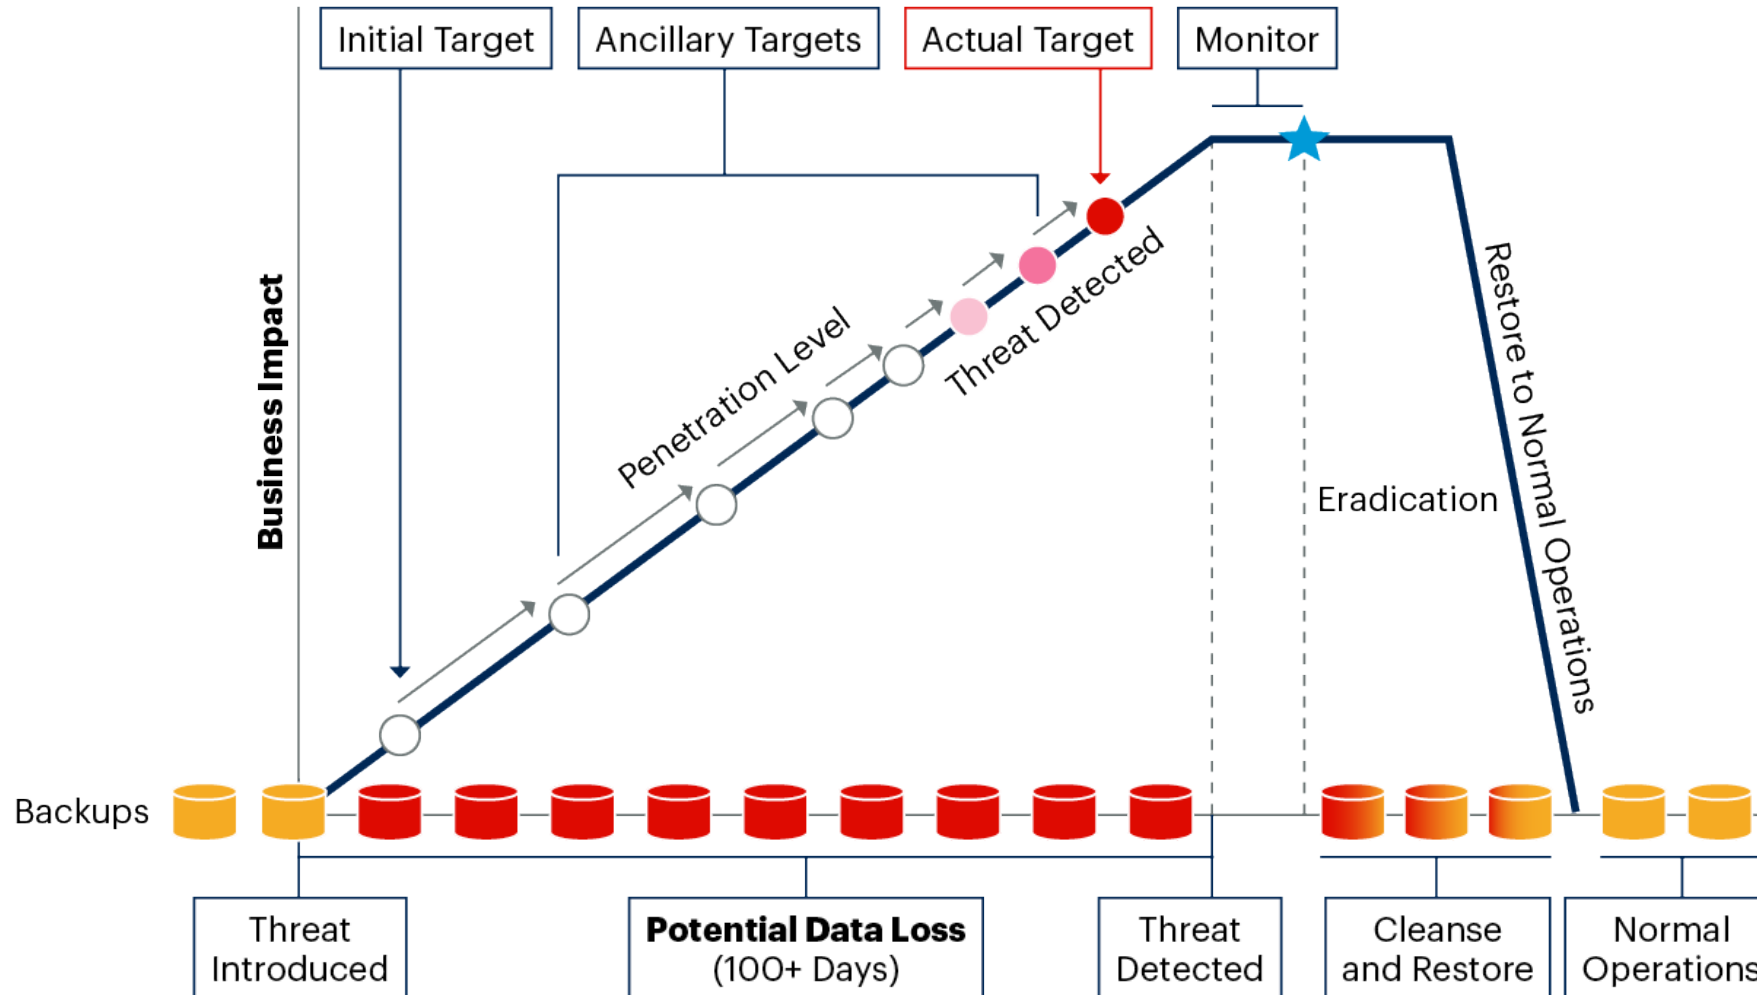 Initial Target
Ancillary Targets
Actual Target
Monitor
Business Impact
Penetration Level
Threat Detected
Eradication
Restore to Normal Operations
Backups
Threat
Introduced
Potential Data Loss
(100+ Days)
Threat
Detected
Cleanse
and Restore
Normal
Operations